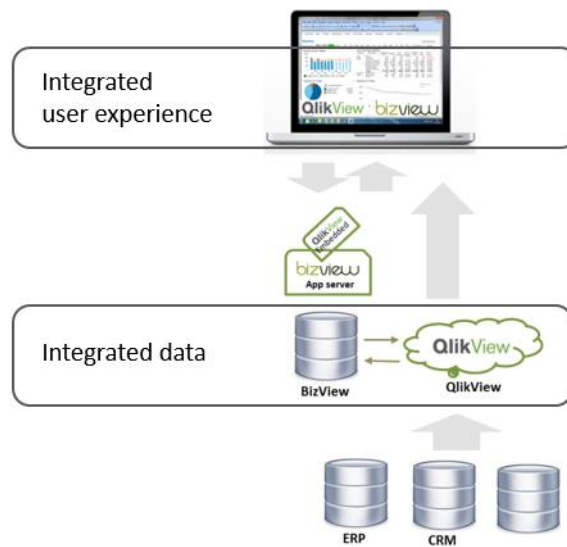 QlikView bizview
Integrated
user experience
QlikView
Embedded
bizview
App server
Integrated data
QlikView
BizView
QlikView
ERP
CRM